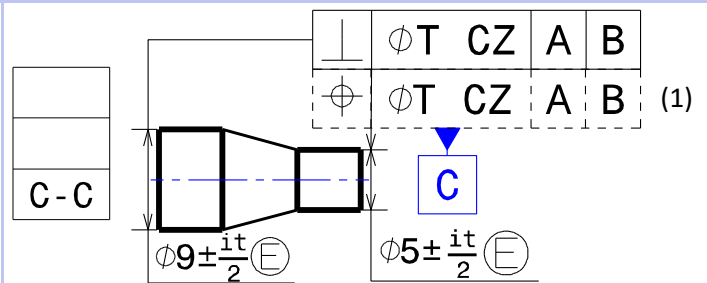 ⊥ ⌀T CZ A B
⌖ ⌀T CZ A B (1)
C
C-C
⌀9±it/2 Ⓔ
⌀5±it/2 Ⓔ